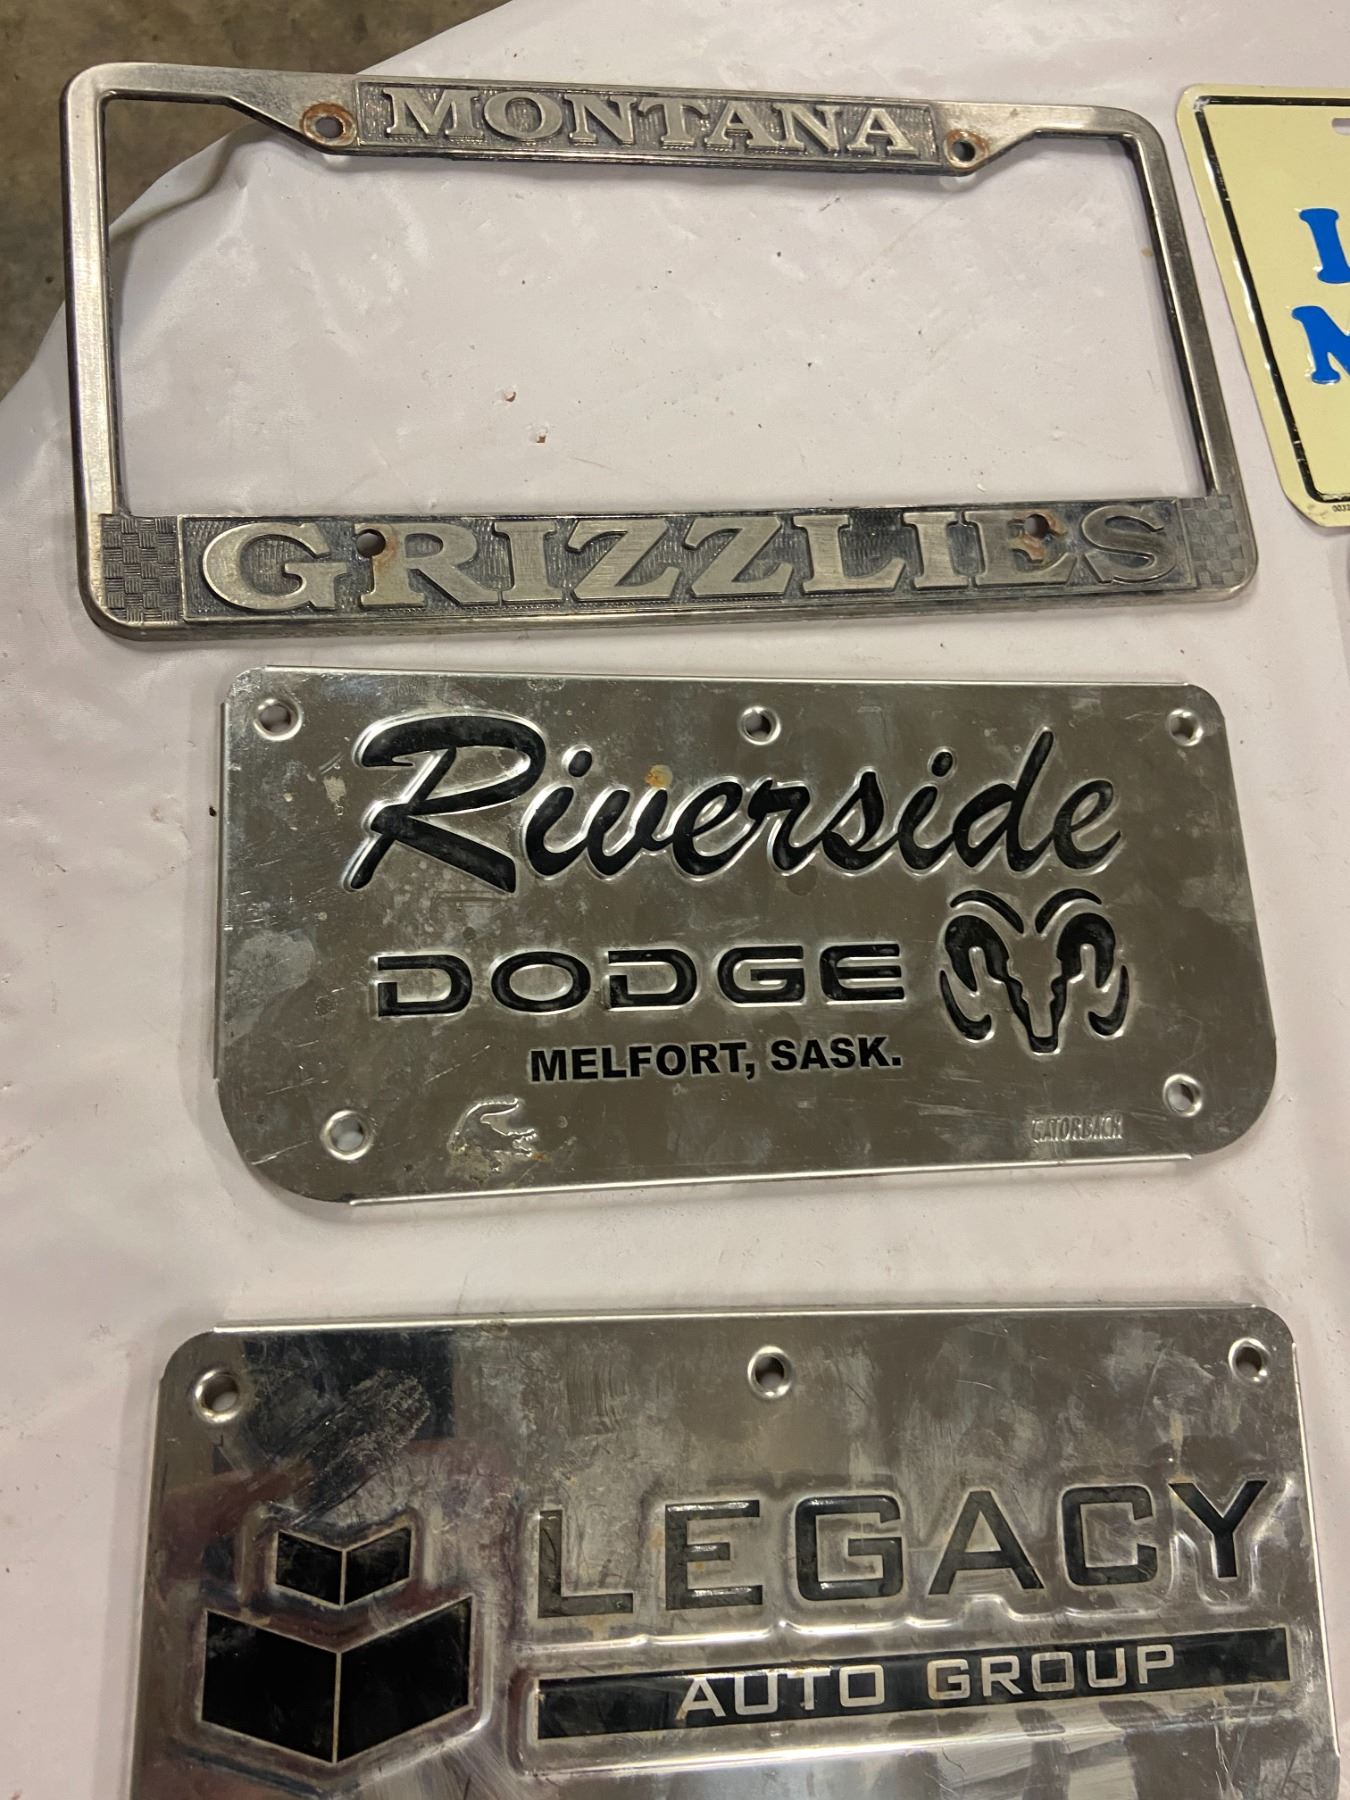 MONTANA
GRIZZLIES
Riverside
DODGE
MELFORT, SASK.
GATORBACK
LEGACY
AUTO GROUP